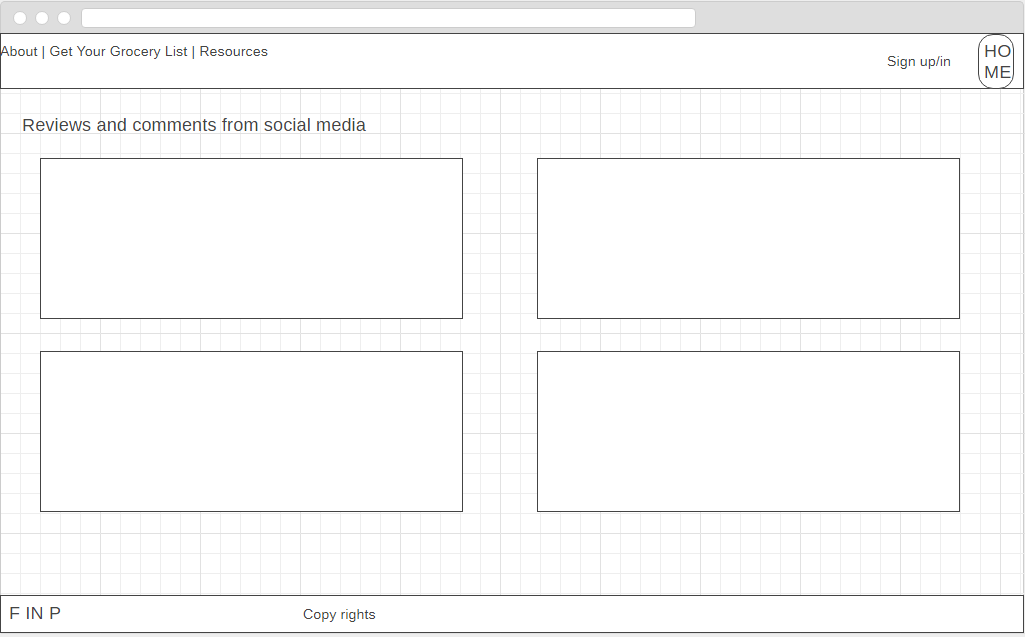 About | Get Your Grocery List | Resources
Sign up/in
HO
ME
Reviews and comments from social media
F IN P
Copy rights